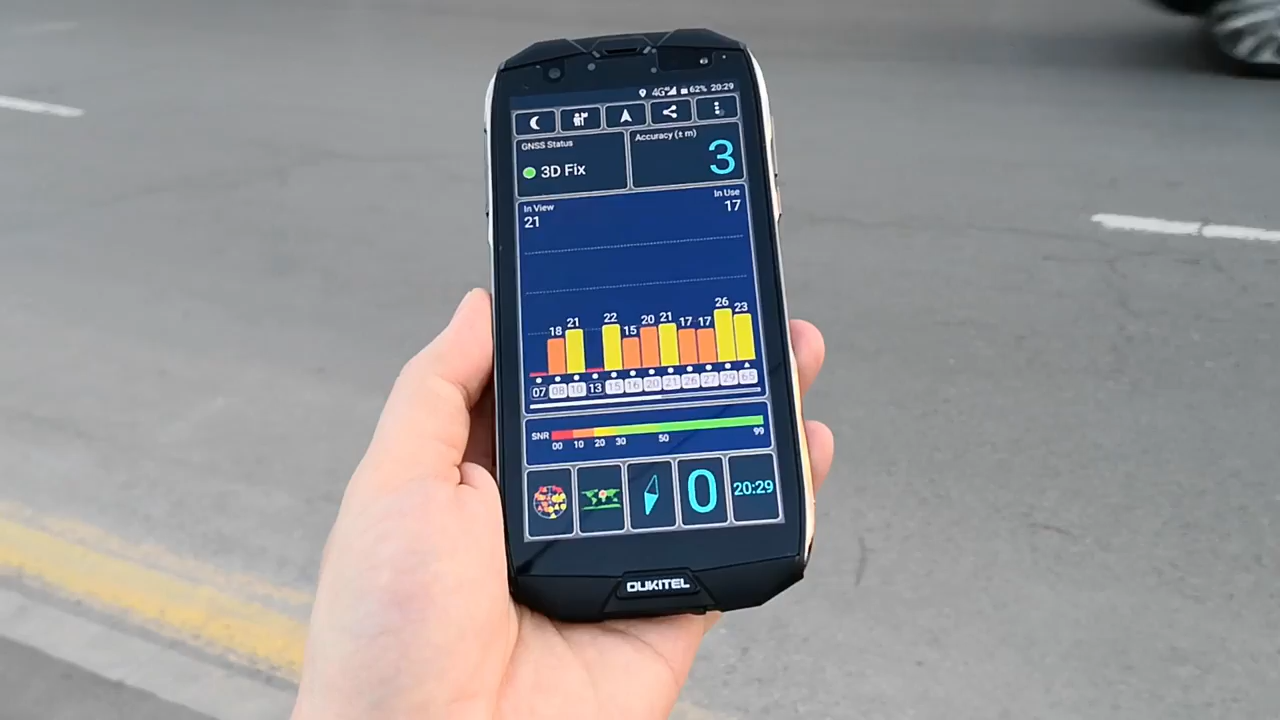 4G 62% 20:29
GNSS Status
3D Fix
Accuracy (± m)
3
In View
21
In Use
17
18 21 22 15 20 21 17 17 26 23
07 08 10 13 15 16 20 21 26 27 29 65
SNR
00 10 20 30 50 99
0
20:29
OUKITEL